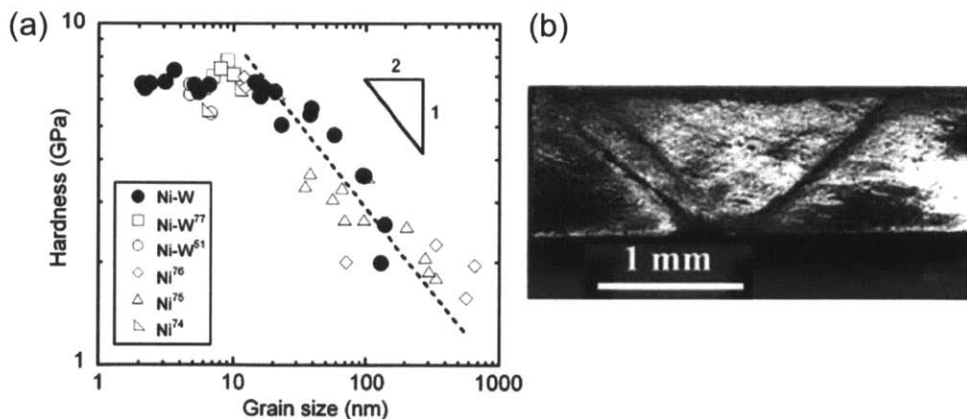 (a)
10
Hardness (GPa)
1
2
1
Ni-W
Ni-W77
Ni-W51
Ni76
Ni75
Ni74
1
10
100
1000
Grain size (nm)
(b)
1 mm